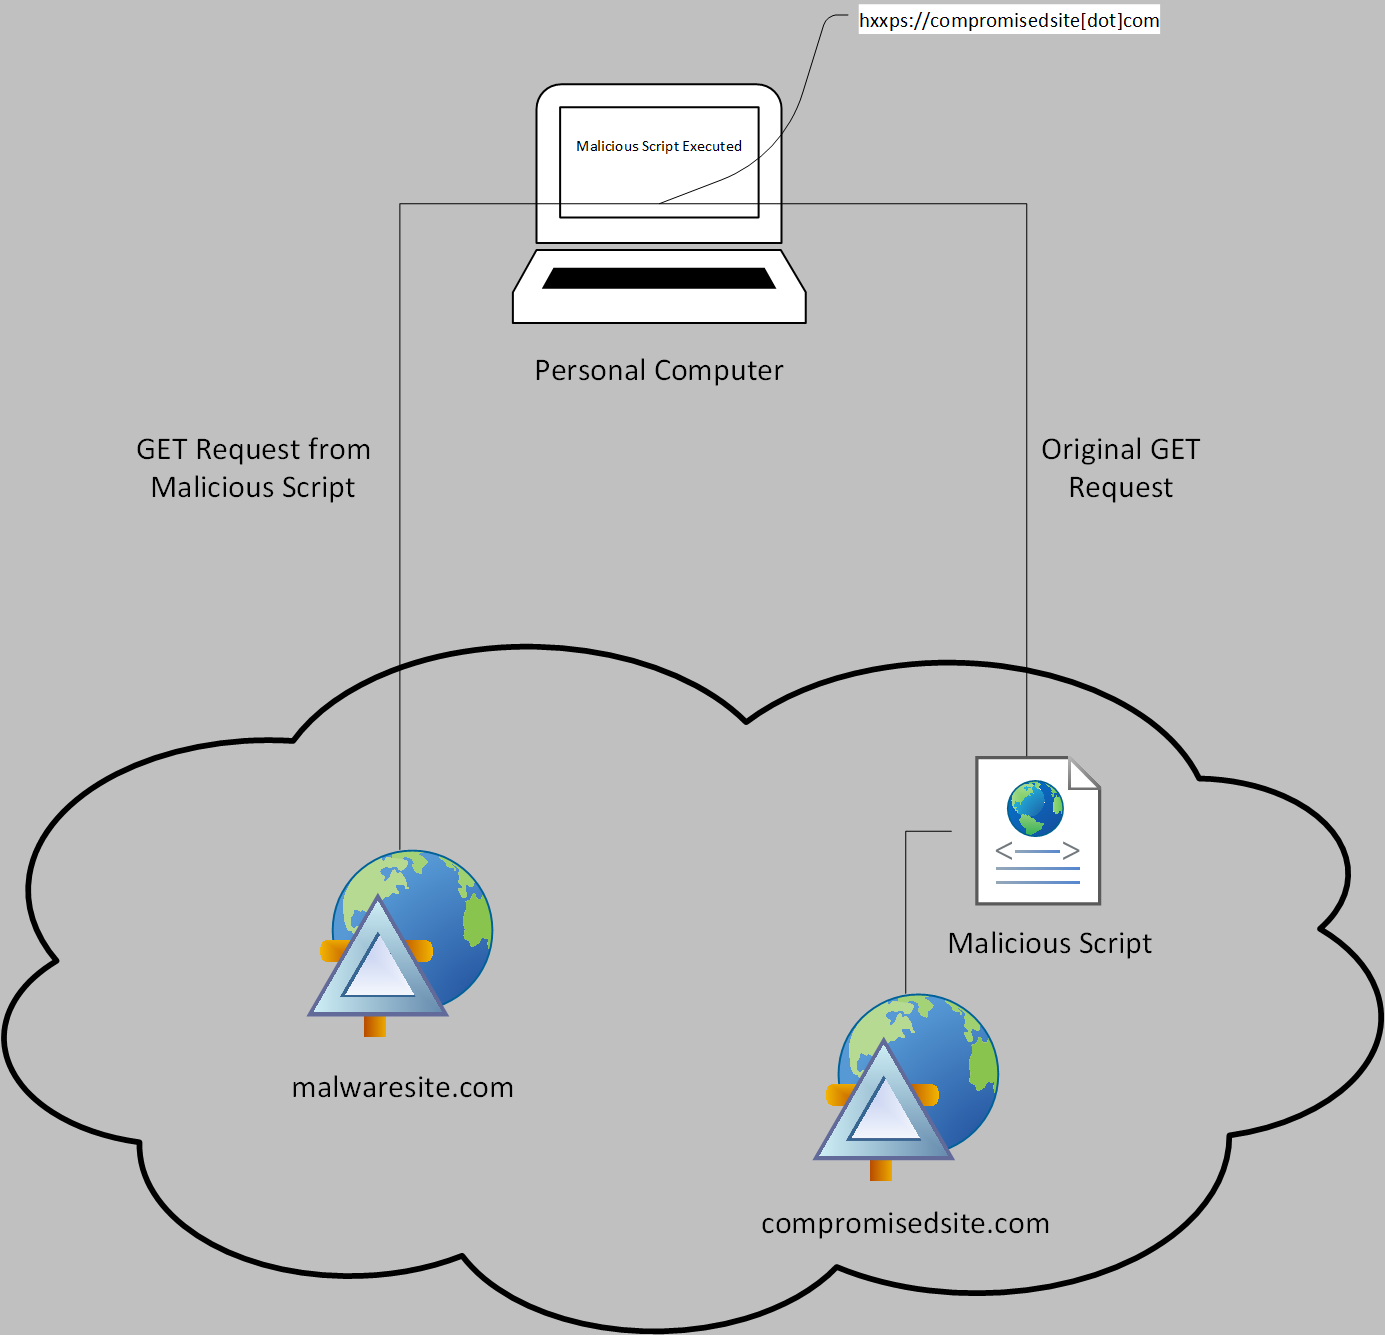 hxxps://compromisedsite[dot]com
Malicious Script Executed
Personal Computer
GET Request from
Malicious Script
Original GET
Request
Malicious Script
malwaresite.com
compromisedsite.com